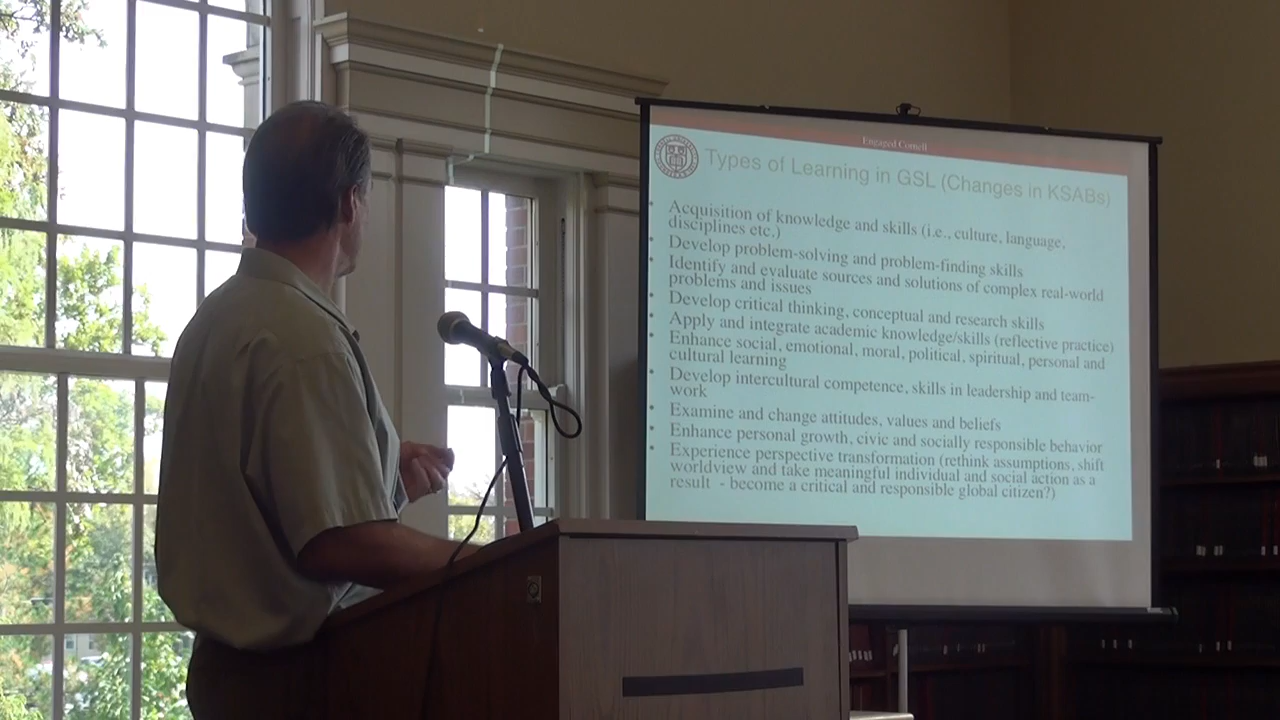 Engaged Cornell
Types of Learning in GSL (Changes in KSABs)
Acquisition of knowledge and skills (i.e., culture, language,
disciplines etc.)
Develop problem-solving and problem-finding skills
Identify and evaluate sources and solutions of complex real-world
problems and issues
Develop critical thinking, conceptual and research skills
Apply and integrate academic knowledge/skills (reflective practice)
Enhance social, emotional, moral, political, spiritual, personal and
cultural learning
Develop intercultural competence, skills in leadership and team-
work
Examine and change attitudes, values and beliefs
Enhance personal growth, civic and socially responsible behavior
Experience perspective transformation (rethink assumptions, shift
worldview and take meaningful individual and social action as a
result - become a critical and responsible global citizen?)